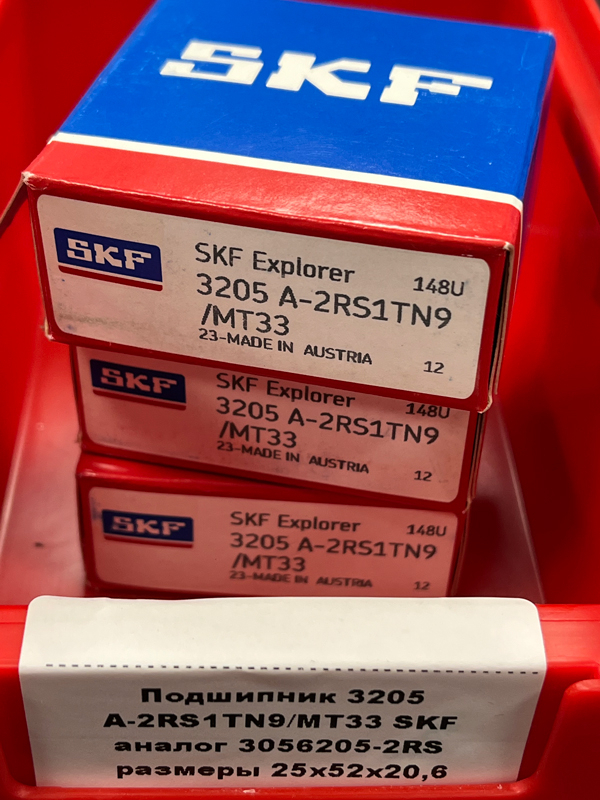 SKF
SKF
SKF Explorer
148U
3205 A-2RS1TN9
/MT33
23-MADE IN AUSTRIA
12
SKF
SKF Explorer
148U
3205 A-2RS1TN9
/MT33
23-MADE IN AUSTRIA
12
SKF
SKF Explorer
148U
3205 A-2RS1TN9
/MT33
23-MADE IN AUSTRIA
12
Подшипник 3205
A-2RS1TN9/MT33 SKF
аналог 3056205-2RS
размеры 25x52x20,6